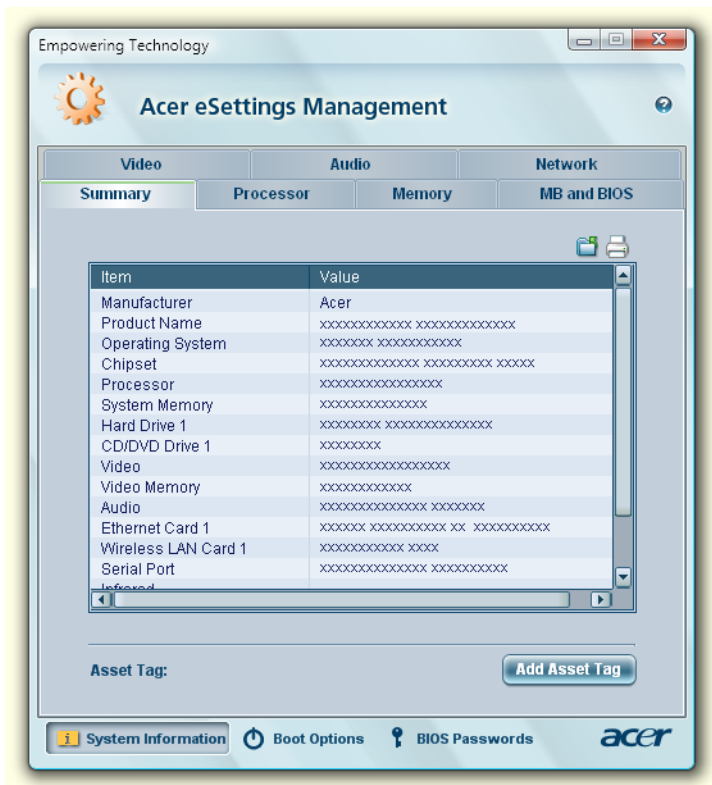 Empowering Technology
Acer eSettings Management
Video Audio Network
Summary Processor Memory MB and BIOS
Item Value
Manufacturer Acer
Product Name xxxxxxxxxxxx xxxxxxxxxxxxx
Operating System xxxxxxx xxxxxxxxxxx
Chipset xxxxxxxxxxxxx xxxxxxxxx xxxxx
Processor xxxxxxxxxxxxxxxx
System Memory xxxxxxxxxxxxxx
Hard Drive 1 xxxxxxxx xxxxxxxxxxxxxx
CD/DVD Drive 1 xxxxxxxx
Video xxxxxxxxxxxxxxxxx
Video Memory xxxxxxxxxxxx
Audio xxxxxxxxxxxxxx xxxxxxx
Ethernet Card 1 xxxxxx xxxxxxxxxx xx xxxxxxxxxx
Wireless LAN Card 1 xxxxxxxxxxx xxxx
Serial Port xxxxxxxxxxxxxx xxxxxxxxxx
Infrared
Asset Tag: Add Asset Tag
System Information Boot Options BIOS Passwords acer